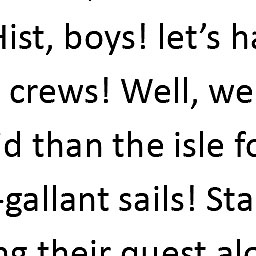 Hist, boys! let’s ha
crews! Well, we
d than the isle fo
-gallant sails! Sta
ng their quest alo